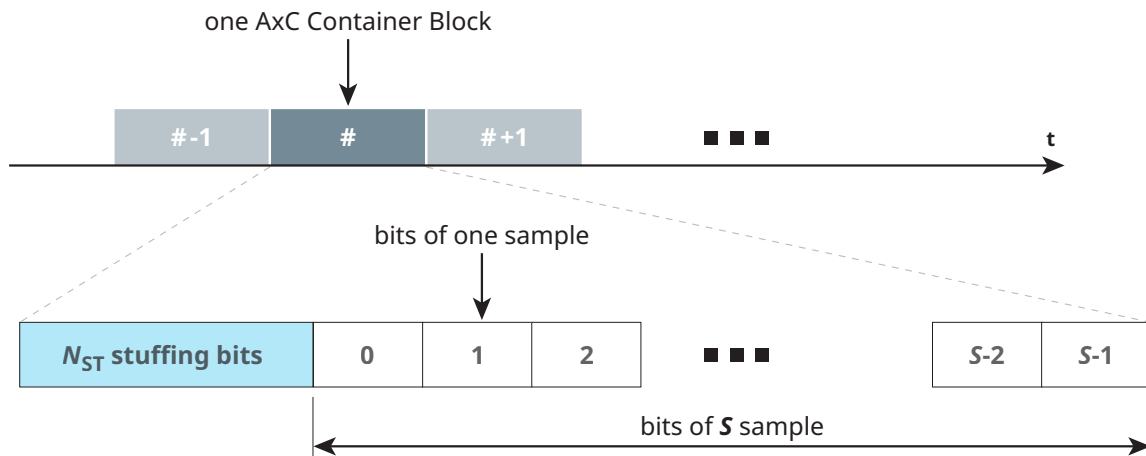 one AxC Container Block
#-1 # #+1
t
bits of one sample
N_ST stuffing bits 0 1 2 S-2 S-1
bits of S sample